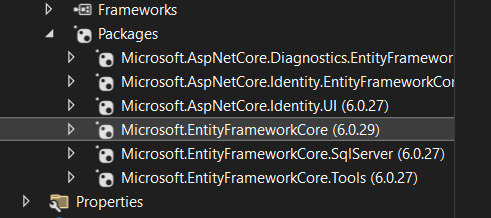 Frameworks
Packages
Microsoft.AspNetCore.Diagnostics.EntityFramewor
Microsoft.AspNetCore.Identity.EntityFrameworkCor
Microsoft.AspNetCore.Identity.UI (6.0.27)
Microsoft.EntityFrameworkCore (6.0.29)
Microsoft.EntityFrameworkCore.SqlServer (6.0.27)
Microsoft.EntityFrameworkCore.Tools (6.0.27)
Properties